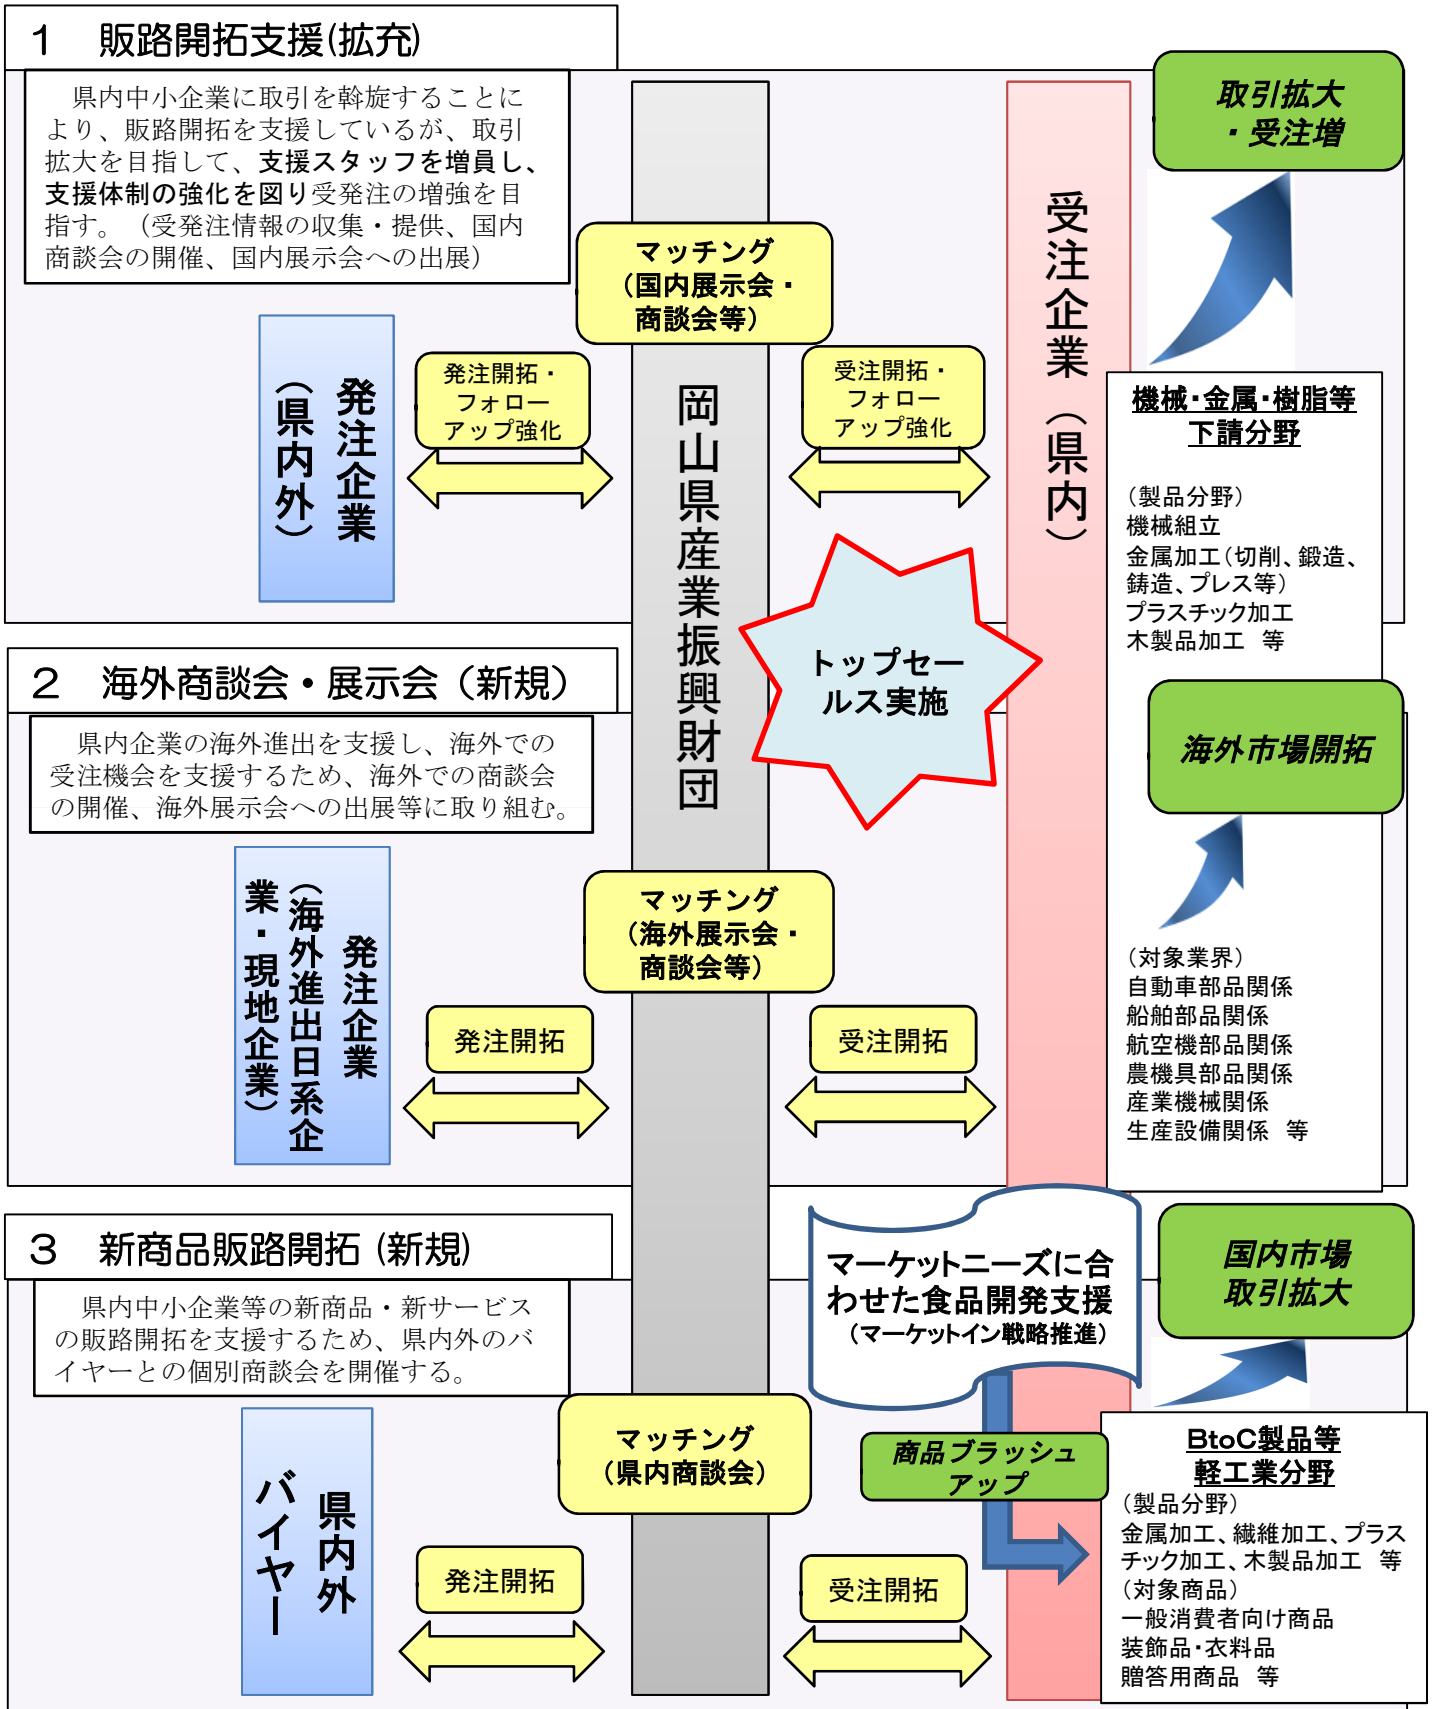 1 販路開拓支援(拡充)
県内中小企業に取引を斡旋することに
より、販路開拓を支援しているが、取引
拡大を目指して、支援スタッフを増員し、
支援体制の強化を図り受発注の増強を目
指す。（受発注情報の収集・提供、国内
商談会の開催、国内展示会への出展）
発注企業
（県内外）
発注開拓・
フォロー
アップ強化
マッチング
（国内展示会・
商談会等）
岡山県産業振興財団
受注開拓・
フォロー
アップ強化
受注企業（県内）
取引拡大
・受注増
機械・金属・樹脂等
下請分野
（製品分野）
機械組立
金属加工（切削、鍛造、
鋳造、プレス等）
プラスチック加工
木製品加工 等
トップセー
ルス実施
2 海外商談会・展示会（新規）
県内企業の海外進出を支援し、海外での
受注機会を支援するため、海外での商談会
の開催、海外展示会への出展等に取り組む。
発注企業
（海外進出日系企
業・現地企業）
発注開拓
マッチング
（海外展示会・
商談会等）
受注開拓
海外市場開拓
（対象業界）
自動車部品関係
船舶部品関係
航空機部品関係
農機具部品関係
産業機械関係
生産設備関係 等
3 新商品販路開拓(新規)
県内中小企業等の新商品・新サービス
の販路開拓を支援するため、県内外のバ
イヤーとの個別商談会を開催する。
県内外
バイヤー
発注開拓
マッチング
（県内商談会）
受注開拓
マーケットニーズに合
わせた食品開発支援
（マーケットイン戦略推進）
商品ブラッシュ
アップ
国内市場
取引拡大
BtoC製品等
軽工業分野
（製品分野）
金属加工、繊維加工、プラス
チック加工、木製品加工 等
（対象商品）
一般消費者向け商品
装飾品・衣料品
贈答用商品 等